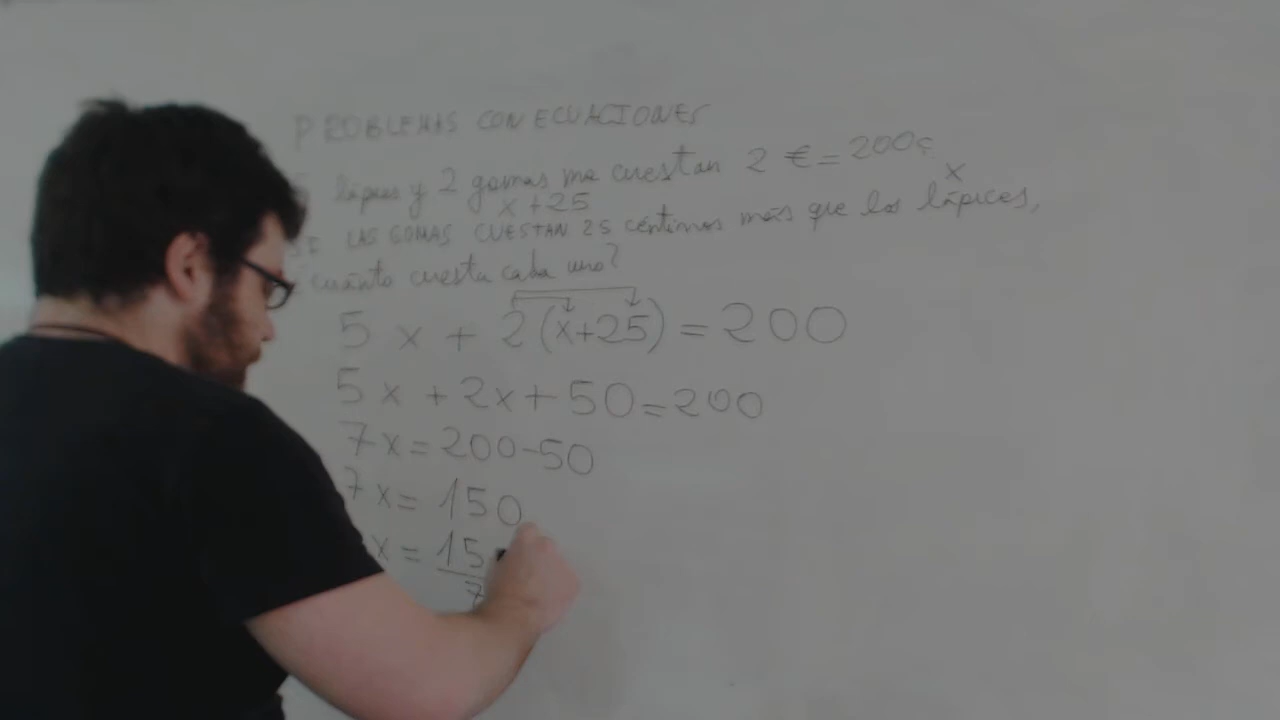 PROBLEMAS CON ECUACIONES
lápices y 2 gomas me cuestan 2 € = 200c
x
x + 25
LAS GOMAS CUESTAN 25 céntimos más que los lápices,
cuánto cuesta cada uno?
5 x + 2 (x+25) = 200
5x + 2x + 50 = 200
7x = 200-50
7x = 150
x = 15
7